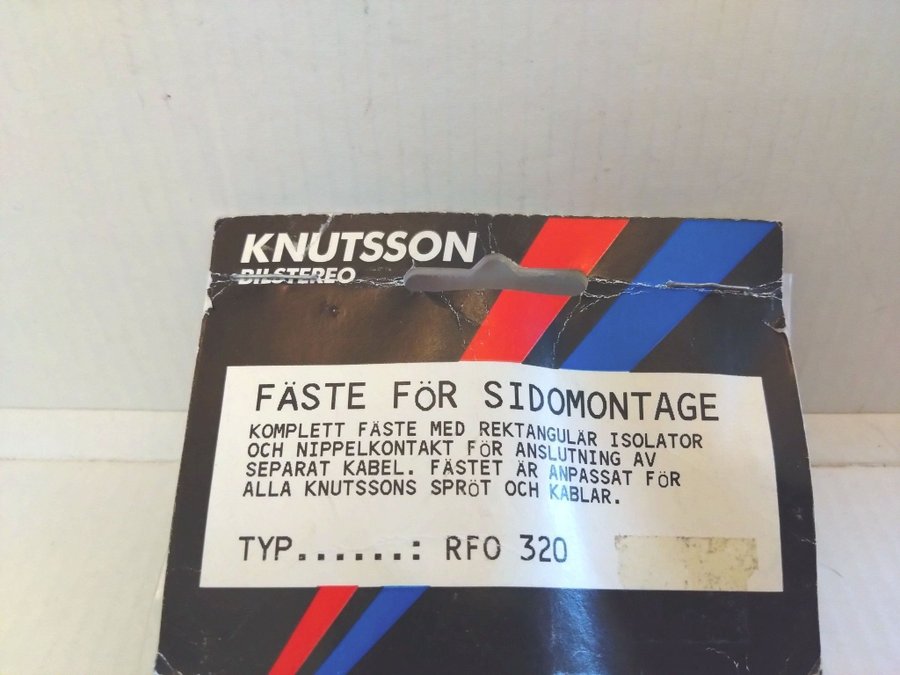 KNUTSSON
BILSTEREO
FÄSTE FÖR SIDOMONTAGE
KOMPLETT FÄSTE MED REKTANGULÄR ISOLATOR
OCH NIPPELKONTAKT FÖR ANSLUTNING AV
SEPARAT KABEL. FÄSTET ÄR ANPASSAT FÖR
ALLA KNUTSSONS SPRÖT OCH KABLAR.
TYP......: RFO 320